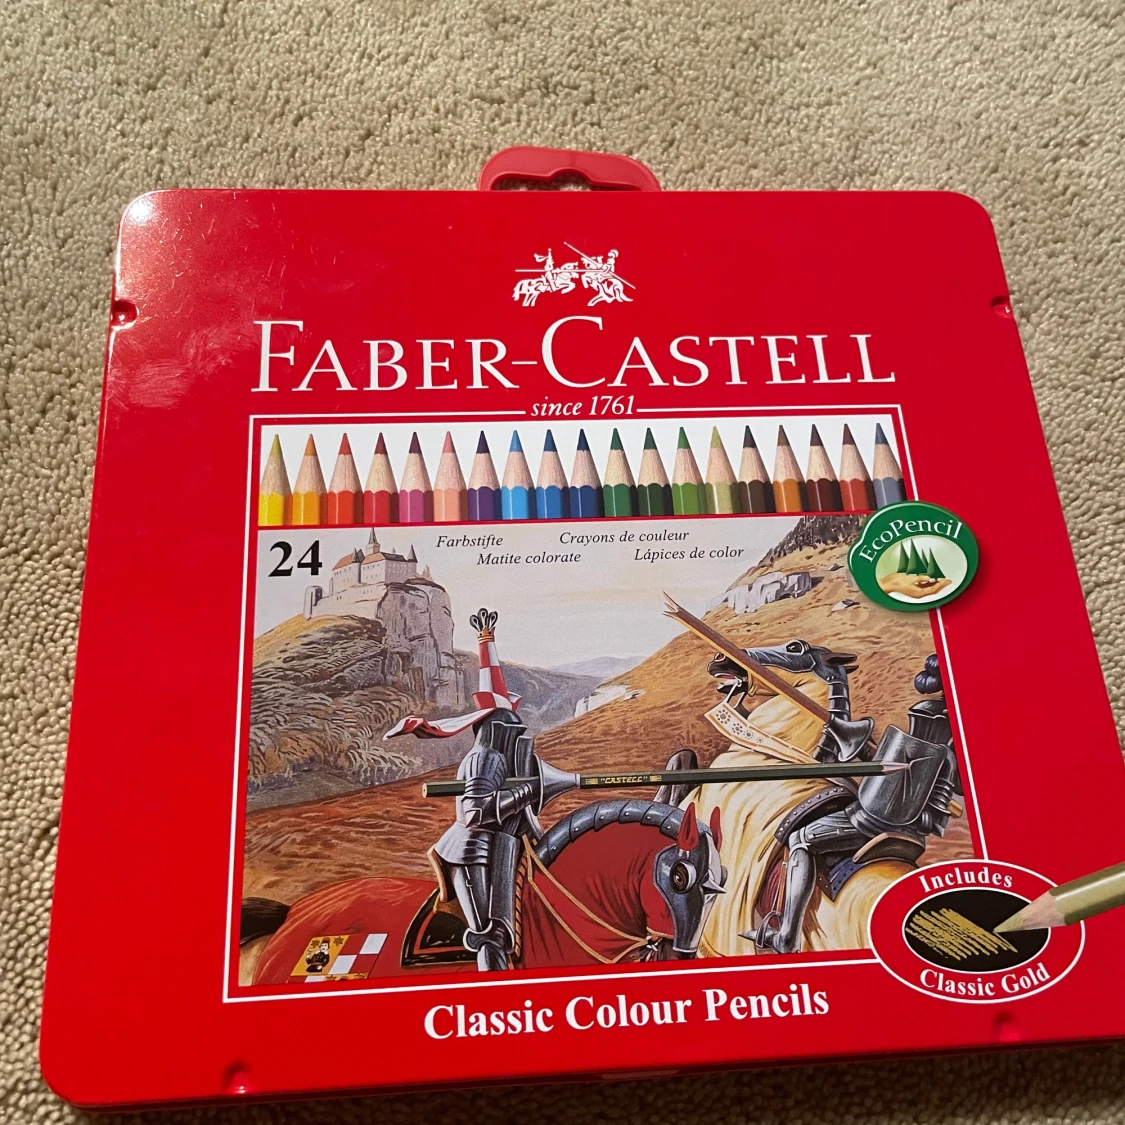 FABER-CASTELL
since 1761
24
Farbstifte Crayons de couleur
Matite colorate Lápices de color
EcoPencil
"CASTELL"
Includes
Classic Gold
Classic Colour Pencils